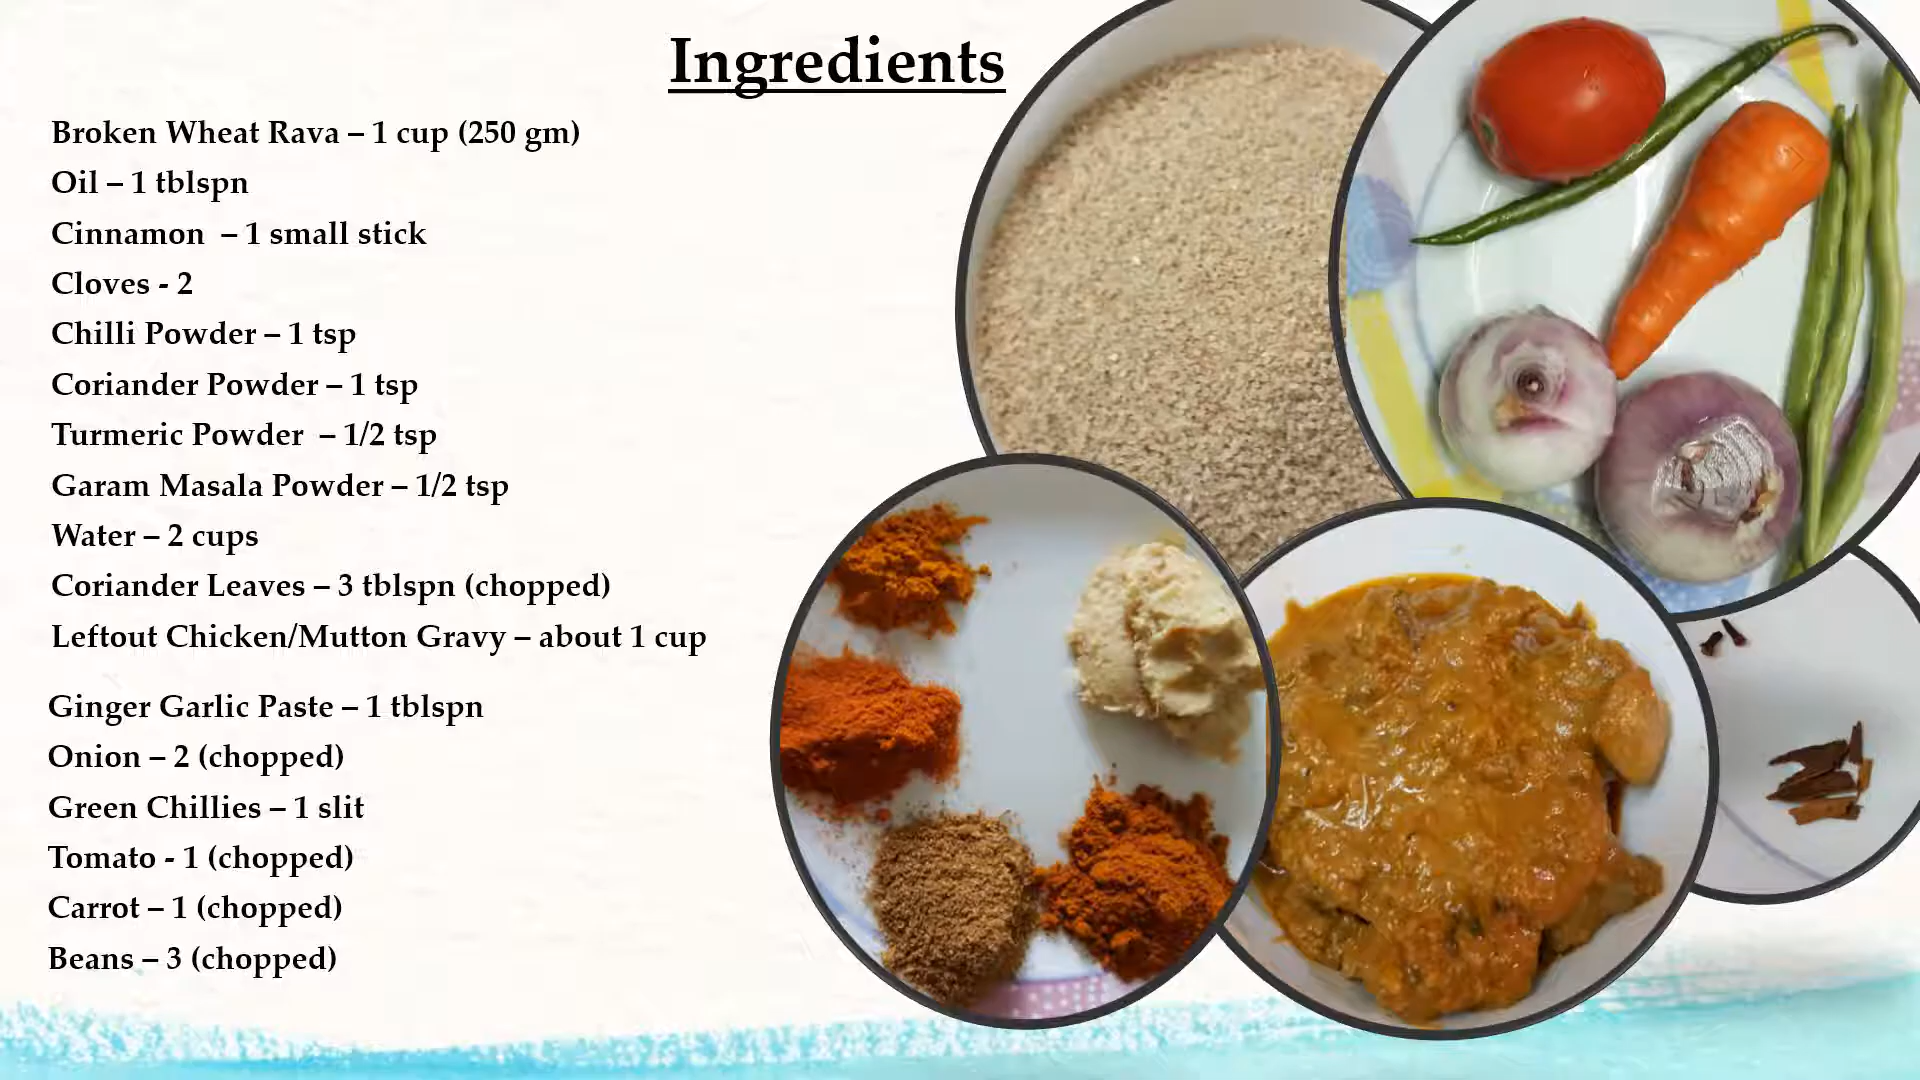 Ingredients
Broken Wheat Rava – 1 cup (250 gm)
Oil – 1 tblspn
Cinnamon – 1 small stick
Cloves - 2
Chilli Powder – 1 tsp
Coriander Powder – 1 tsp
Turmeric Powder – 1/2 tsp
Garam Masala Powder – 1/2 tsp
Water – 2 cups
Coriander Leaves – 3 tblspn (chopped)
Leftout Chicken/Mutton Gravy – about 1 cup
Ginger Garlic Paste – 1 tblspn
Onion – 2 (chopped)
Green Chillies – 1 slit
Tomato - 1 (chopped)
Carrot – 1 (chopped)
Beans – 3 (chopped)